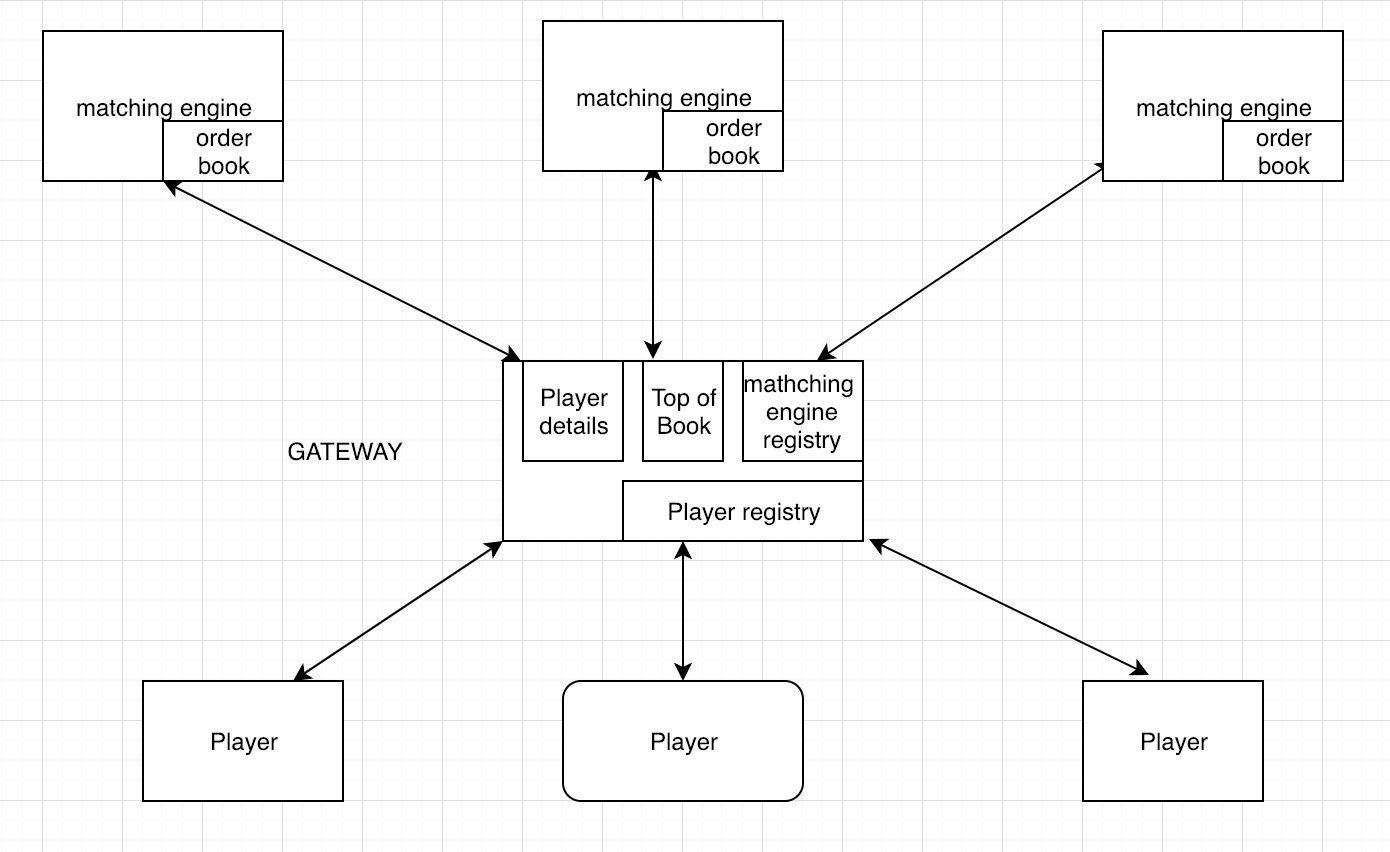 matching engine
order
book
matching engine
order
book
matching engine
order
book
GATEWAY
Player
details
Top of
Book
mathching
engine
registry
Player registry
Player
Player
Player